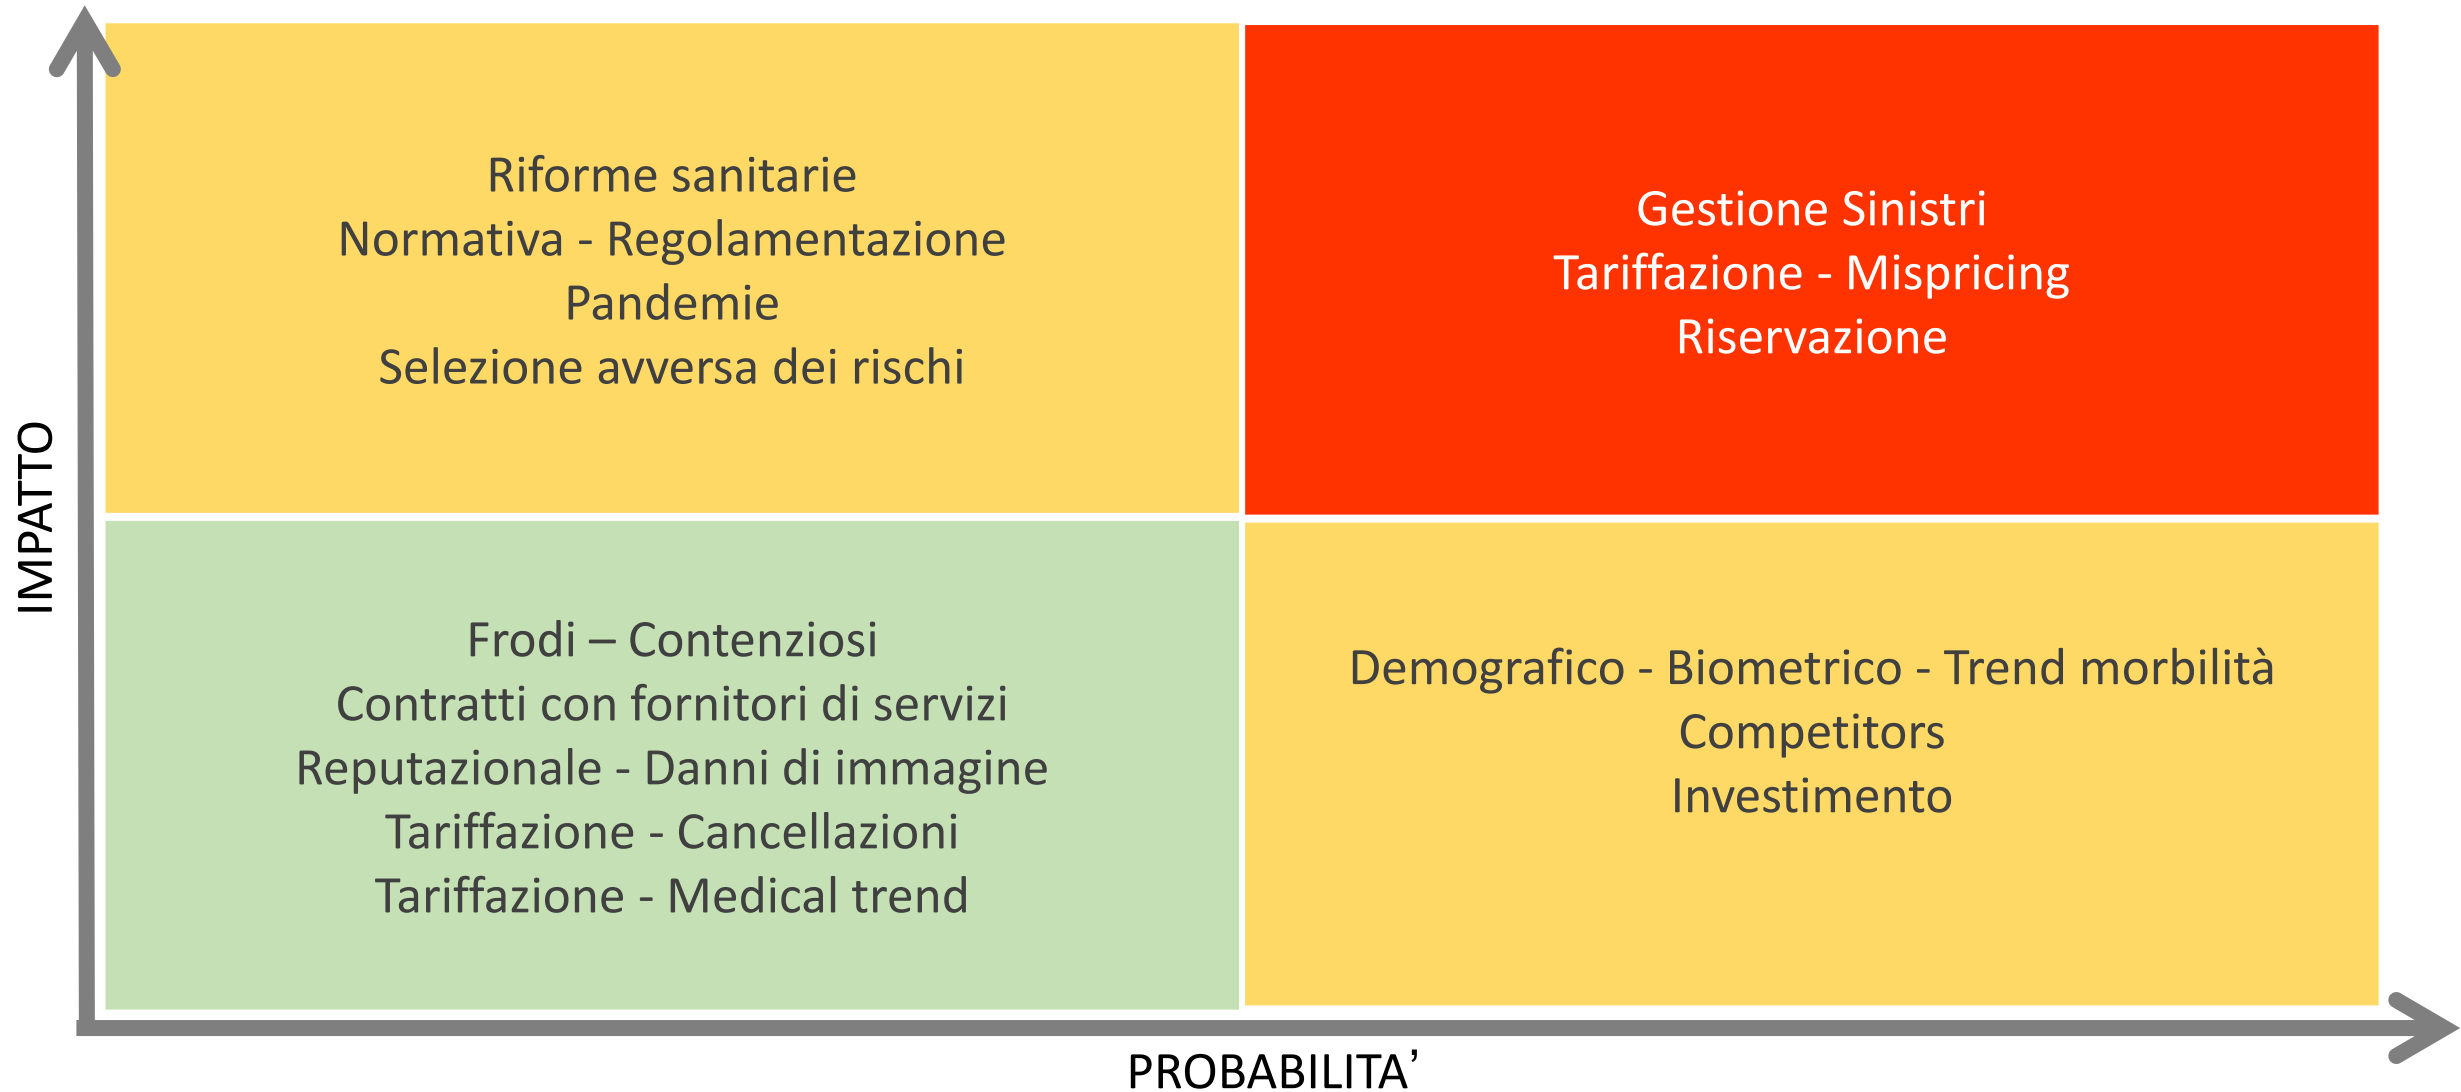 IMPATTO
Riforme sanitarie
Normativa - Regolamentazione
Pandemie
Selezione avversa dei rischi
Gestione Sinistri
Tariffazione - Mispricing
Riservazione
Frodi – Contenziosi
Contratti con fornitori di servizi
Reputazionale - Danni di immagine
Tariffazione - Cancellazioni
Tariffazione - Medical trend
Demografico - Biometrico - Trend morbilità
Competitors
Investimento
PROBABILITA’